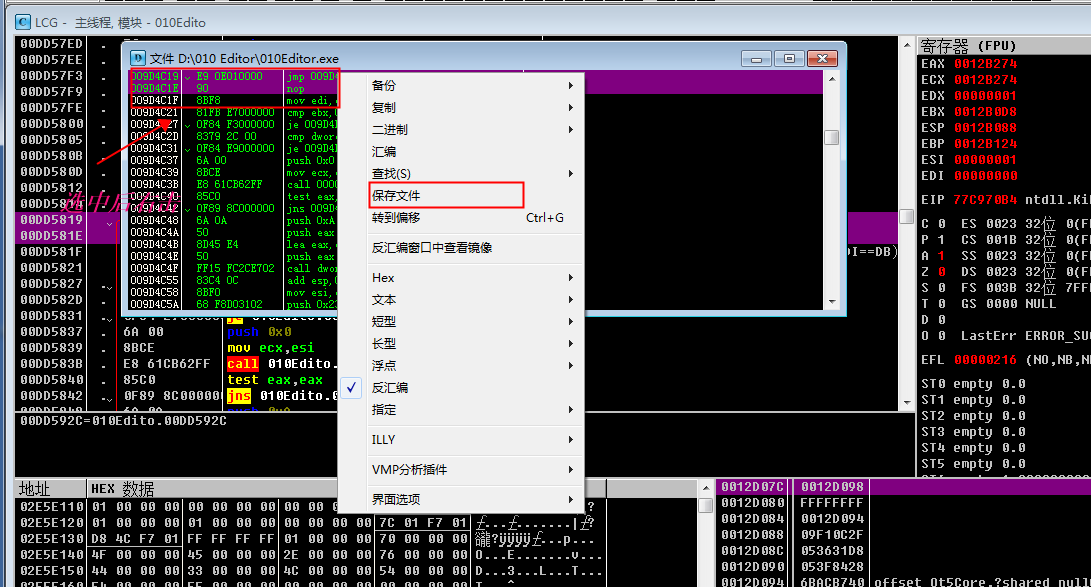 LCG - 主线程, 模块 - 010Edito
00DD57ED
00DD57EE
00DD57F3
00DD57F9
00DD57FE
00DD5800
00DD5805
00DD580B
00DD580D
00DD5812
00DD5819
00DD581E
00DD581F
00DD5821
00DD5827
00DD582D
00DD5831
00DD5837 6A 00 push 0x0
00DD5839 8BCE mov ecx,esi
00DD583B E8 61CB62FF call 010Edito.
00DD5840 85C0 test eax,eax
00DD5842 0F89 8C00000 jns 010Edito.0
文件 D:\010 Editor\010Editor.exe
009D4C19 E9 0E010000 jmp 009D4
009D4C1E 90 nop
009D4C1F 8BF8 mov edi,
009D4C21 81FB E7000000 cmp ebx,0
009D4C27 0F84 F3000000 je 009D4D
009D4C2D 8379 2C 00 cmp dwor
009D4C31 0F84 E9000000 je 009D4
009D4C37 6A 00 push 0x0
009D4C39 8BCE mov ecx,
009D4C3B E8 61CB62FF call 0000
009D4C40 85C0 test eax,
009D4C42 0F89 8C000000 jns 009D4
009D4C48 6A 0A push 0xA
009D4C4A 50 push eax
009D4C4B 8D45 E4 lea eax,
009D4C4E 50 push eax
009D4C4F FF15 FC2CE702 call dwor
009D4C55 83C4 0C add esp,0
009D4C58 8BF0 mov esi,
009D4C5A 68 F8D03102 push 0x23
选中后右击
备份
复制
二进制
汇编
查找(S)
保存文件
转到偏移 Ctrl+G
反汇编窗口中查看镜像
Hex
文本
短型
长型
浮点
反汇编
指定
ILLY
VMP分析插件
界面选项
DI==DB)
00DD592C=010Edito.00DD592C
寄存器 (FPU)
EAX 0012B274
ECX 0012B274
EDX 00000001
EBX 0012B0D8
ESP 0012B088
EBP 0012B124
ESI 00000001
EDI 00000000
EIP 77C970B4 ntdll.Ki
C 0 ES 0023 32位 0(F
P 1 CS 001B 32位 0(F
A 1 SS 0023 32位 0(F
Z 0 DS 0023 32位 0(F
S 0 FS 003B 32位 7FF
T 0 GS 0000 NULL
D 0
O 0 LastErr ERROR_SU
EFL 00000216 (NO,NB,N
ST0 empty 0.0
ST1 empty 0.0
ST2 empty 0.0
ST3 empty 0.0
ST4 empty 0.0
ST5 empty 0.0
地址 HEX 数据
02E5E110 01 00 00 00 00 00 00 00 00 00 00
02E5E120 01 00 00 00 01 00 00 00 00 00 00 00 7C 01 F7 01
02E5E130 D8 4C F7 01 FF FF FF FF 01 00 00 00 70 00 00 00
02E5E140 4F 00 00 00 45 00 00 00 2E 00 00 00 76 00 00 00 O...E.......v...
02E5E150 44 00 00 00 33 00 00 00 4C 00 00 00 54 00 00 00 D...3...L...T...
0012D07C 0012D098
0012D080 FFFFFFFF
0012D084 0012D094
0012D088 09F10C2F
0012D08C 053631D8
0012D090 053F8428
0012D094 6BACB740 offset Qt5Core.?shared_null